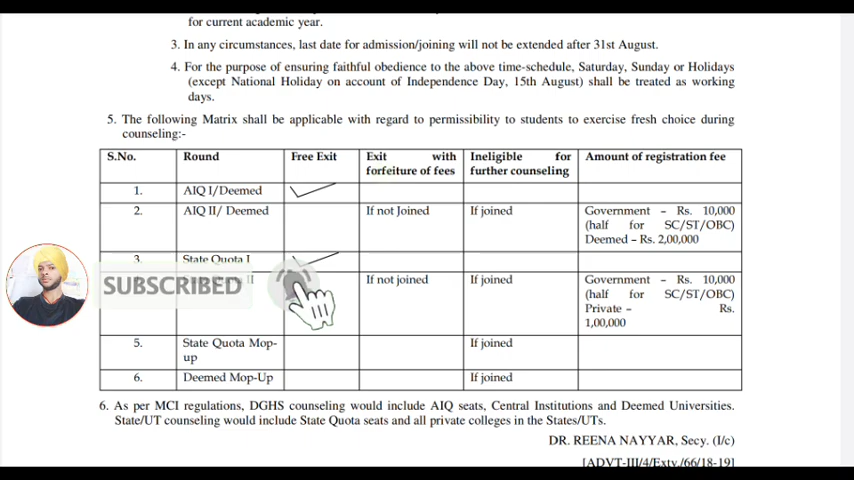 for current academic year.
3. In any circumstances, last date for admission/joining will not be extended after 31st August.
4. For the purpose of ensuring faithful obedience to the above time-schedule, Saturday, Sunday or Holidays
(except National Holiday on account of Independence Day, 15th August) shall be treated as working
days.
5. The following Matrix shall be applicable with regard to permissibility to students to exercise fresh choice during
counseling:-
S.No. Round Free Exit Exit with Ineligible for Amount of registration fee
forfeiture of fees further counseling
1. AIQ I/Deemed
2. AIQ II/ Deemed If not Joined If joined Government – Rs. 10,000
(half for SC/ST/OBC)
Deemed – Rs. 2,00,000
3. State Quota I
II If not joined If joined Government – Rs. 10,000
(half for SC/ST/OBC)
SUBSCRIBED
Private – Rs.
1,00,000
5. State Quota Mop- If joined
up
6. Deemed Mop-Up If joined
6. As per MCI regulations, DGHS counseling would include AIQ seats, Central Institutions and Deemed Universities.
State/UT counseling would include State Quota seats and all private colleges in the States/UTs.
DR. REENA NAYYAR, Secy. (I/c)
[ADVT-III/4/Exty./66/18-19]